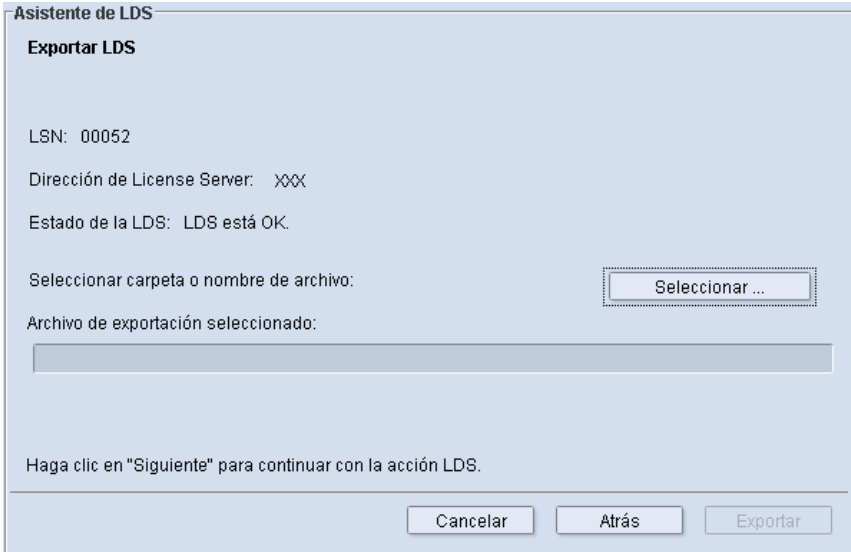 Asistente de LDS
Exportar LDS
LSN: 00052
Dirección de License Server: XXX
Estado de la LDS: LDS está OK.
Seleccionar carpeta o nombre de archivo:
Seleccionar ...
Archivo de exportación seleccionado:
Haga clic en "Siguiente" para continuar con la acción LDS.
Cancelar Atrás Exportar